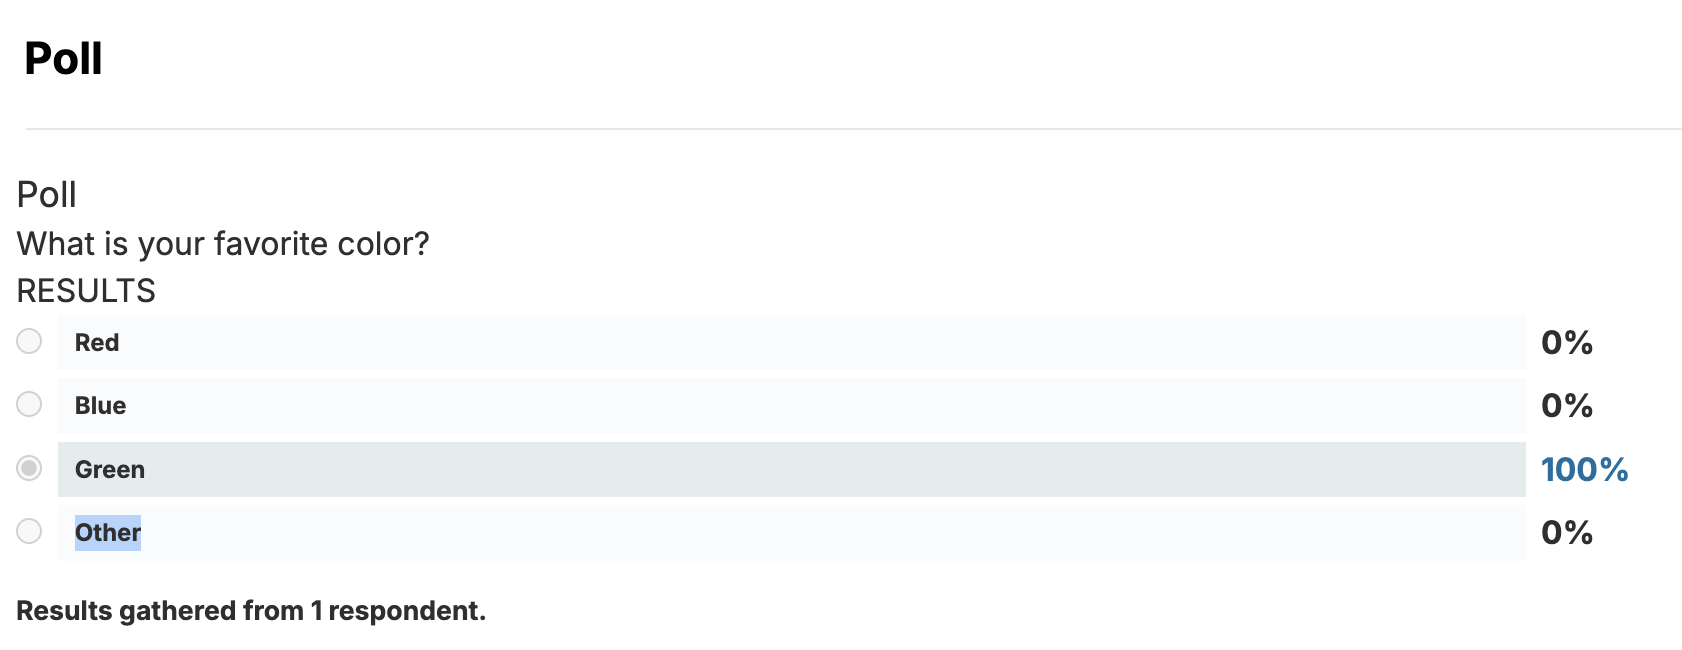 Poll
Poll
What is your favorite color?
RESULTS
Red 0%
Blue 0%
Green 100%
Other 0%
Results gathered from 1 respondent.